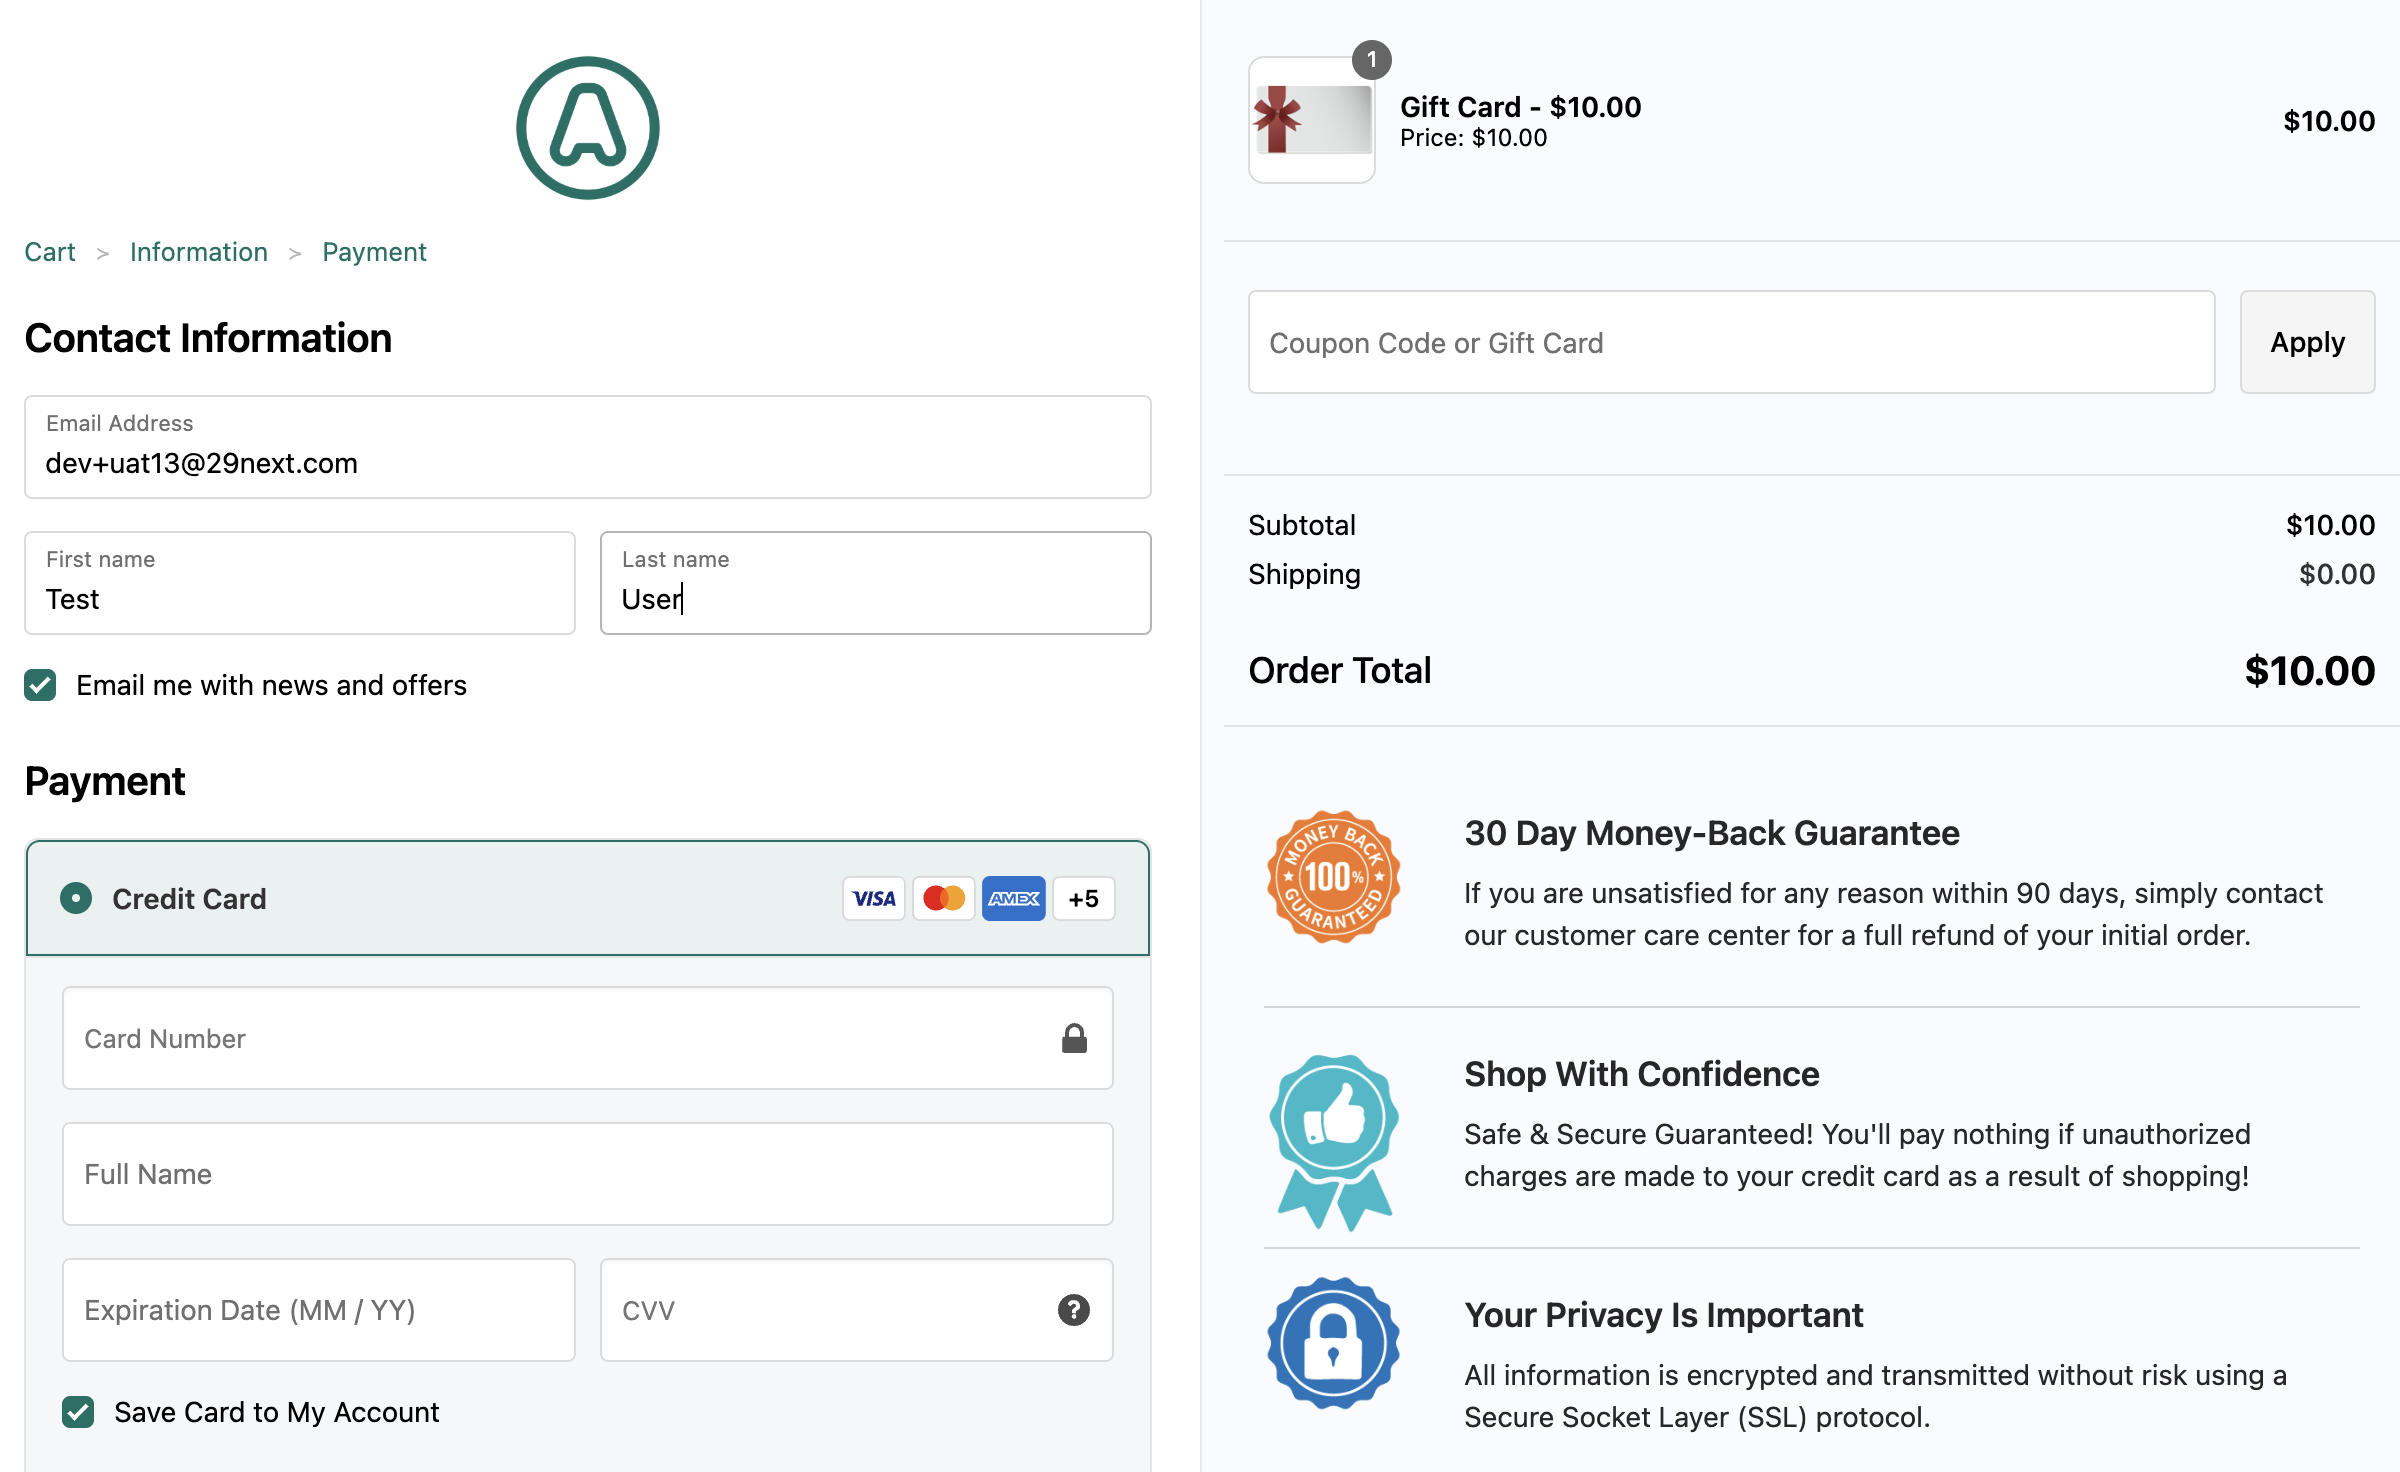 A
Cart > Information > Payment
Contact Information
Email Address
dev+uat13@29next.com
First name
Test
Last name
User
Email me with news and offers
Payment
Credit Card
VISA
AMEX
+5
Card Number
Full Name
Expiration Date (MM / YY)
CVV
?
Save Card to My Account
1
Gift Card - $10.00
Price: $10.00
$10.00
Coupon Code or Gift Card
Apply
Subtotal $10.00
Shipping $0.00
Order Total $10.00
MONEY BACK
100%
GUARANTEED
30 Day Money-Back Guarantee
If you are unsatisfied for any reason within 90 days, simply contact
our customer care center for a full refund of your initial order.
Shop With Confidence
Safe & Secure Guaranteed! You'll pay nothing if unauthorized
charges are made to your credit card as a result of shopping!
Your Privacy Is Important
All information is encrypted and transmitted without risk using a
Secure Socket Layer (SSL) protocol.